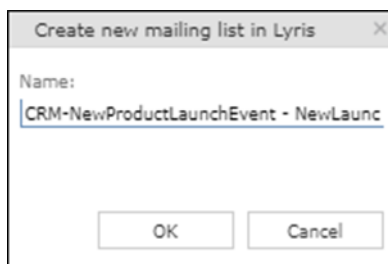 Create new mailing list in Lyris
Name:
CRM-NewProductLaunchEvent - NewLaunc
OK
Cancel